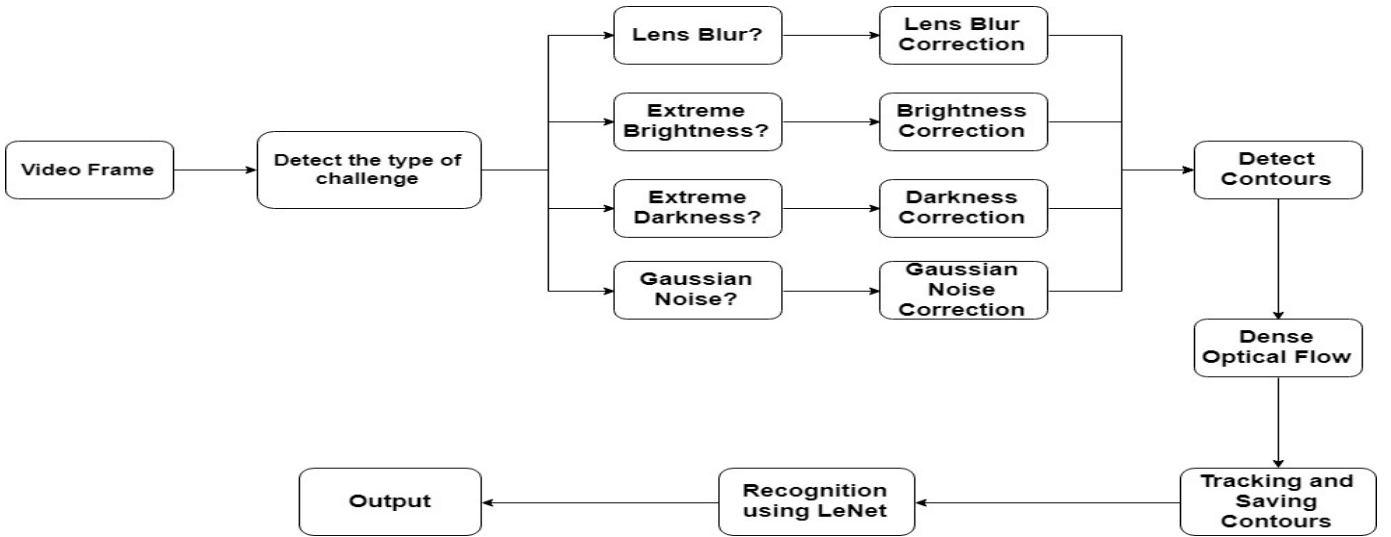 Video Frame
Detect the type of
challenge
Lens Blur?
Lens Blur
Correction
Extreme
Brightness?
Brightness
Correction
Extreme
Darkness?
Darkness
Correction
Gaussian
Noise?
Gaussian
Noise
Correction
Detect
Contours
Dense
Optical Flow
Tracking and
Saving
Contours
Recognition
using LeNet
Output